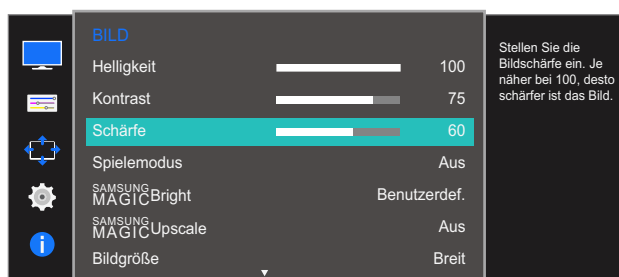 BILD
Helligkeit 100
Kontrast 75
Schärfe 60
Spielemodus Aus
SAMSUNG MAGIC Bright Benutzerdef.
SAMSUNG MAGIC Upscale Aus
Bildgröße Breit
Stellen Sie die
Bildschärfe ein. Je
näher bei 100, desto
schärfer ist das Bild.